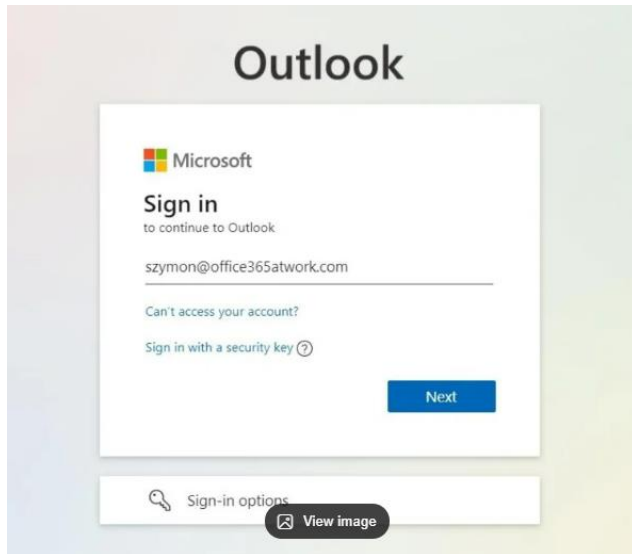 Outlook
Microsoft
Sign in
to continue to Outlook
szymon@office365atwork.com
Can't access your account?
Sign in with a security key ?
Next
Sign-in options
View image